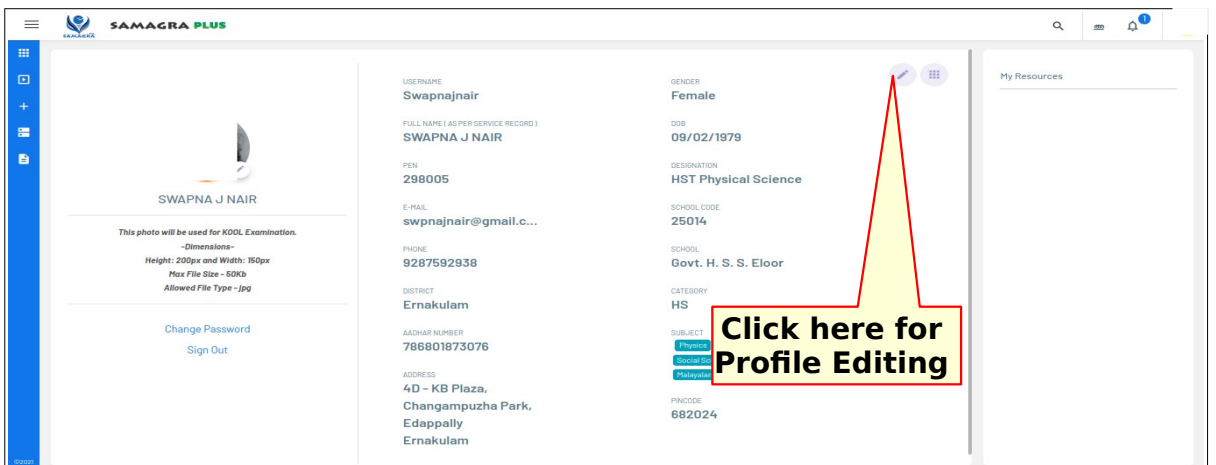 SAMAGRA
SAMAGRA PLUS
1
SWAPNA J NAIR
This photo will be used for KOOL Examination.
-Dimensions-
Height: 200px and Width: 150px
Max File Size - 50Kb
Allowed File Type - jpg
Change Password
Sign Out
USERNAME
Swapnajnair
FULL NAME ( AS PER SERVICE RECORD )
SWAPNA J NAIR
PEN
298005
E-MAIL
swpnajnair@gmail.c...
PHONE
9287592938
DISTRICT
Ernakulam
AADHAR NUMBER
786801873076
ADDRESS
4D - KB Plaza,
Changampuzha Park,
Edappally
Ernakulam
GENDER
Female
DOB
09/02/1979
DESIGNATION
HST Physical Science
SCHOOL CODE
25014
SCHOOL
Govt. H. S. S. Eloor
CATEGORY
HS
SUBJECT
Physics
Social Sc
Malayala
PINCODE
682024
Click here for
Profile Editing
My Resources
©2021